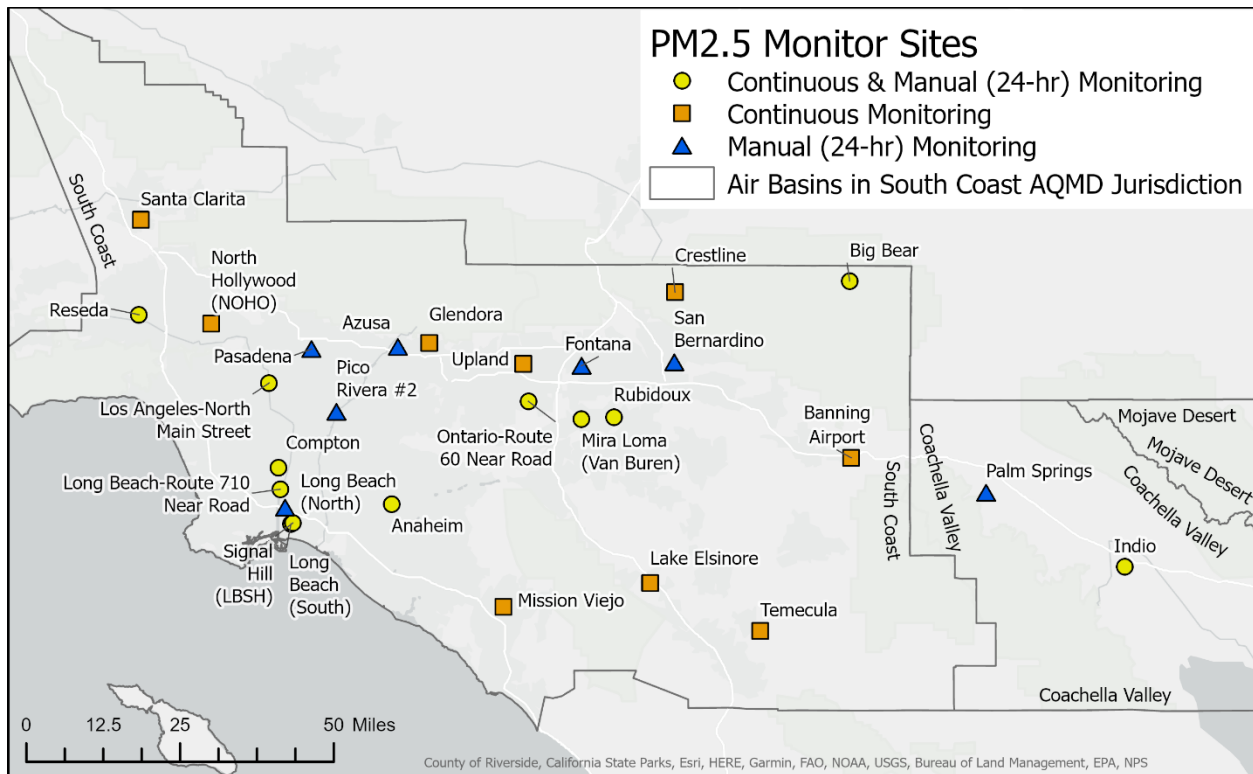 PM2.5 Monitor Sites
Continuous & Manual (24-hr) Monitoring
Continuous Monitoring
Manual (24-hr) Monitoring
Air Basins in South Coast AQMD Jurisdiction
South Coast
Santa Clarita
North
Hollywood
(NOHO)
Reseda
Crestline
Big Bear
Azusa
Glendora
San
Bernardino
Pasadena
Pico
Rivera #2
Upland
Fontana
Los Angeles-North
Main Street
Rubidoux
Ontario-Route
60 Near Road
Mira Loma
(Van Buren)
Banning
Airport
South Coast
Coachella Valley
Mojave Desert
Mojave Desert
Coachella Valley
Compton
Long Beach-Route 710
Near Road
Long Beach
(North)
Anaheim
Palm Springs
Signal
Hill
(LBSH)
Long
Beach
(South)
Indio
Lake Elsinore
Mission Viejo
Temecula
Coachella Valley
0 12.5 25 50 Miles
County of Riverside, California State Parks, Esri, HERE, Garmin, FAO, NOAA, USGS, Bureau of Land Management, EPA, NPS